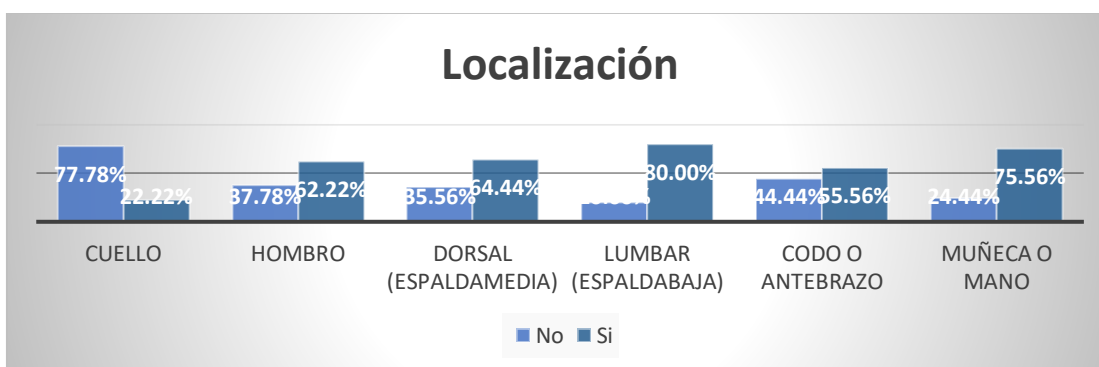 Localización
77.78% 22.22% 37.78% 62.22% 35.56% 64.44% 80.00% 44.44% 55.56% 24.44% 75.56%
CUELLO HOMBRO DORSAL (ESPALDAMEDIA) LUMBAR (ESPALDABAJA) CODO O ANTEBRAZO MUÑECA O MANO
No Si